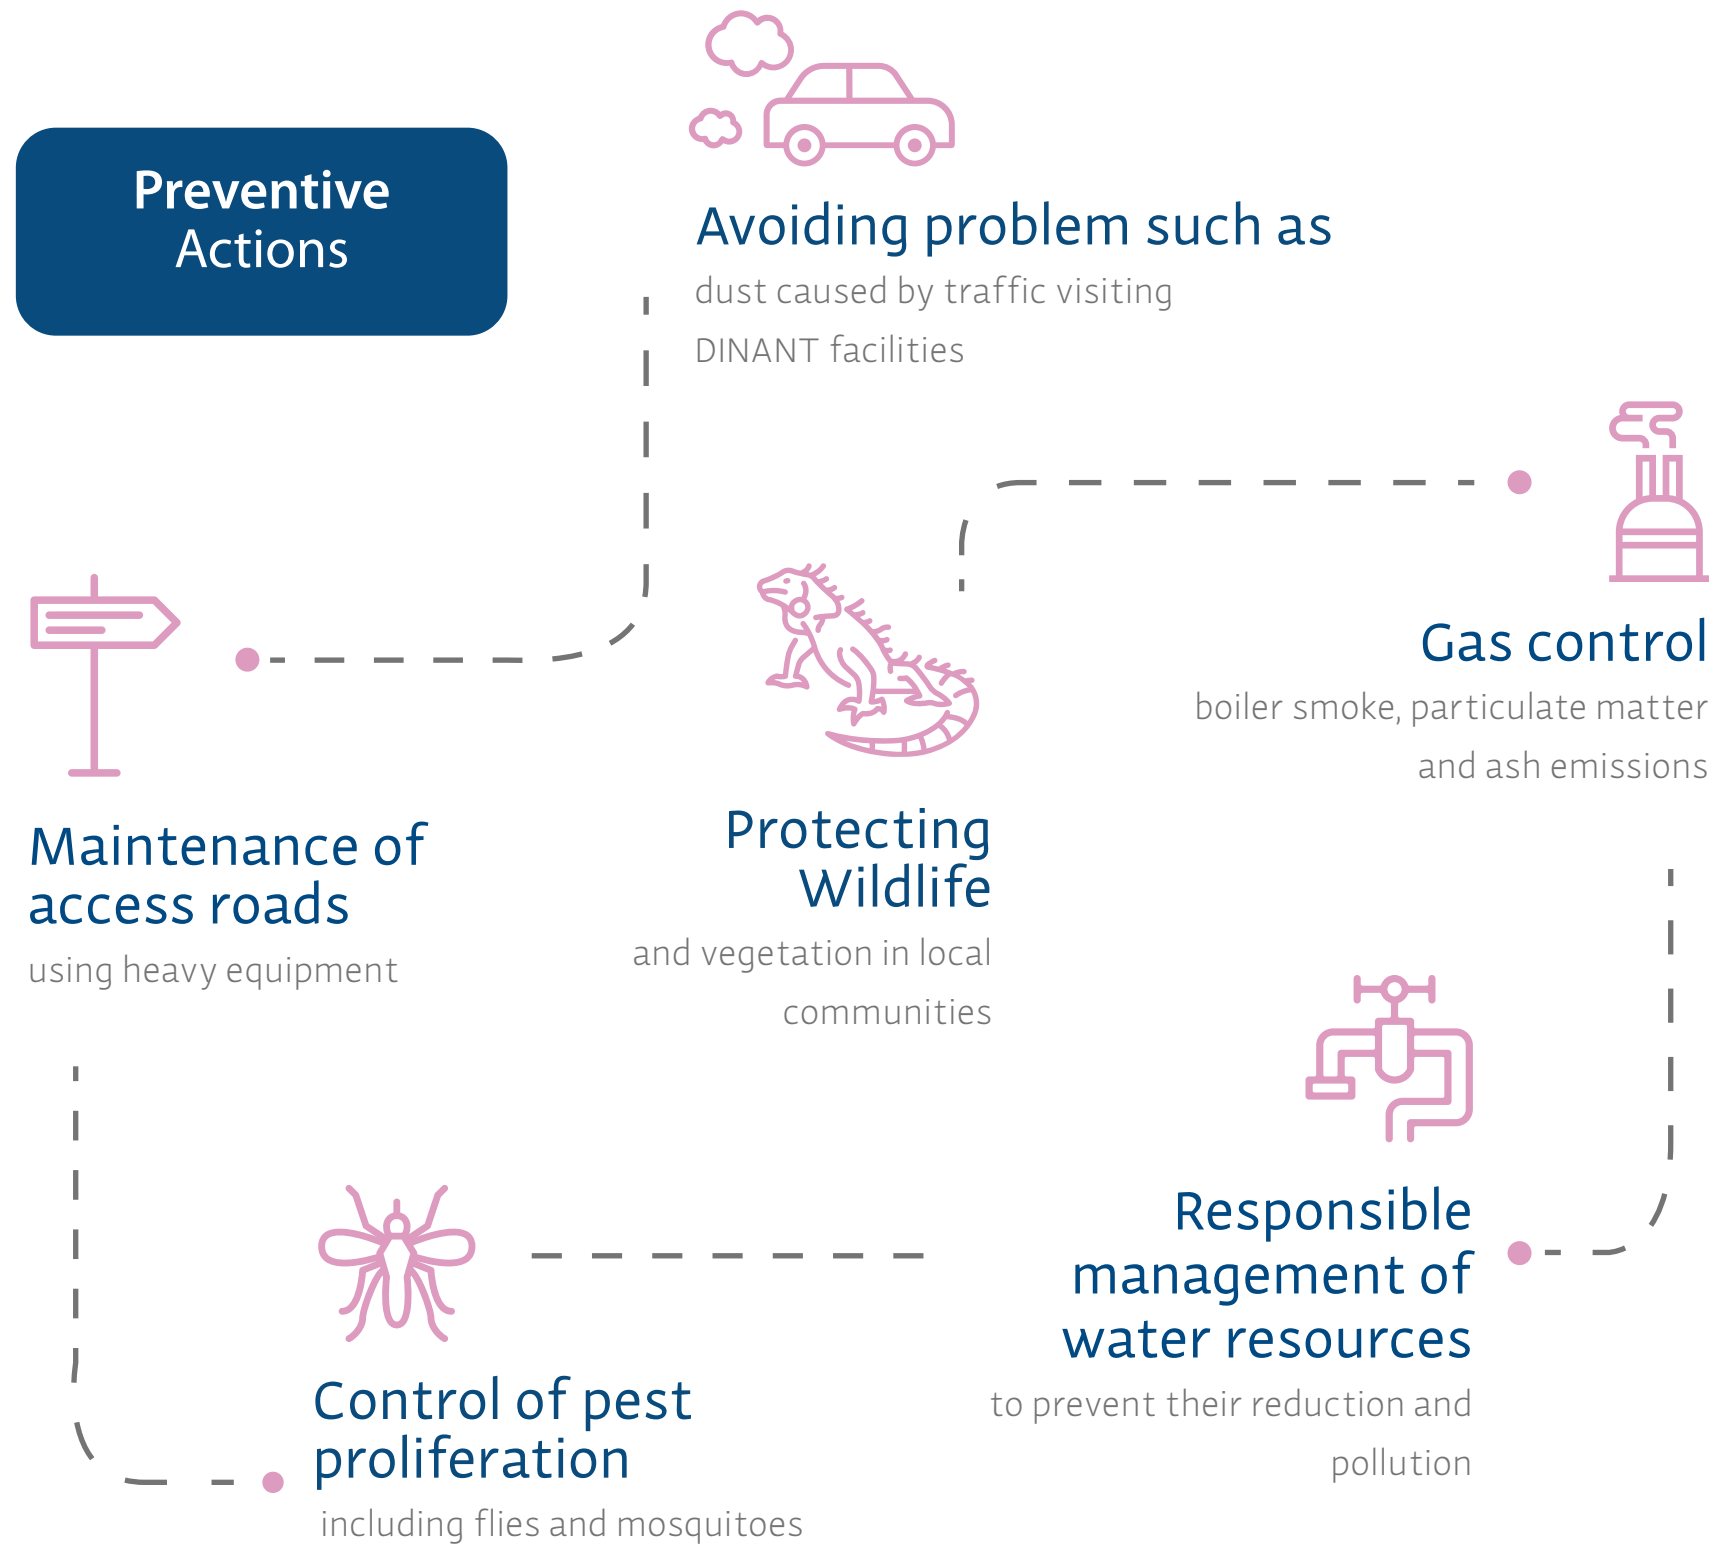 Preventive
Actions
Avoiding problem such as
dust caused by traffic visiting
DINANT facilities
Maintenance of
access roads
using heavy equipment
Control of pest
proliferation
including flies and mosquitoes
Responsible
management of
water resources
to prevent their reduction and
pollution
Gas control
boiler smoke, particulate matter
and ash emissions
Protecting
Wildlife
and vegetation in local
communities